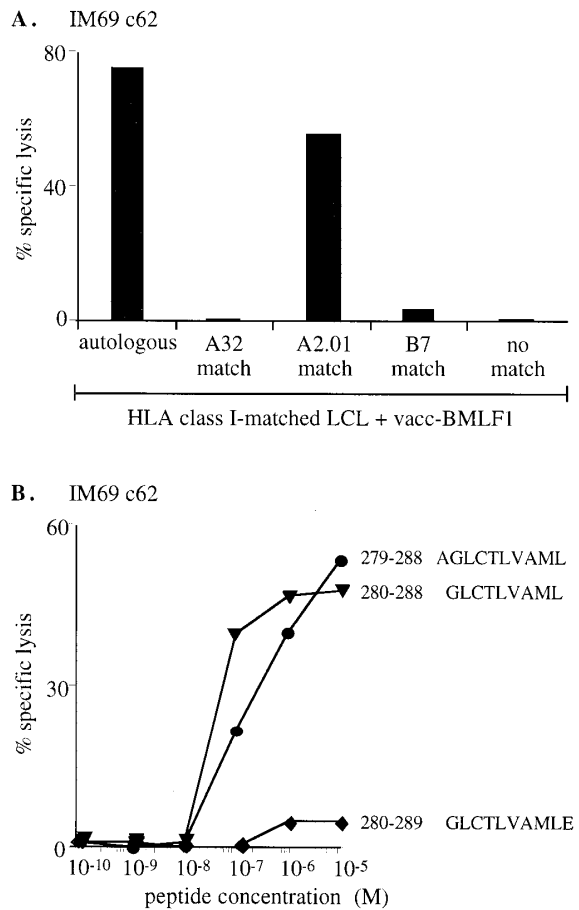 A. IM69 c62
80
40
0
% specific lysis
autologous
A32 match
A2.01 match
B7 match
no match
HLA class I-matched LCL + vacc-BMLF1
B. IM69 c62
60
30
0
% specific lysis
279-288 AGLCTLVAML
280-288 GLCTLVAML
280-289 GLCTLVAMLE
10-10 10-9 10-8 10-7 10-6 10-5
peptide concentration (M)